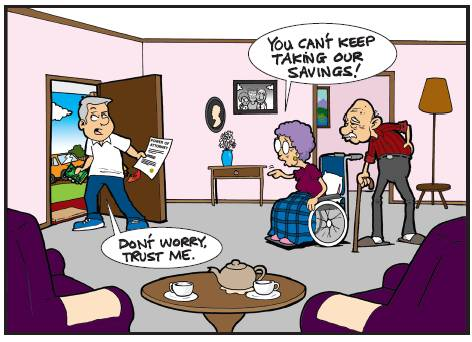 YOU CAN'T KEEP
TAKING OUR
SAVINGS!
POWER OF
ATTORNEY
DON'T WORRY,
TRUST ME.